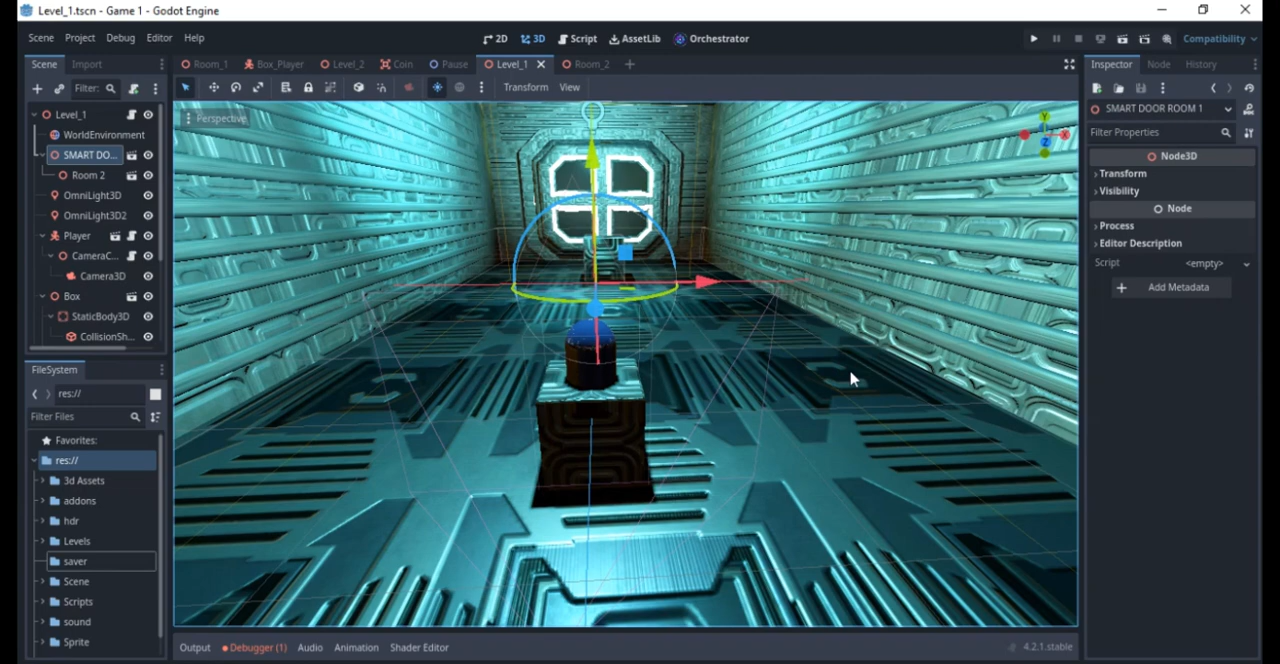 Level_1.tscn - Game 1 - Godot Engine
Scene Project Debug Editor Help
2D 3D Script AssetLib Orchestrator
Compatibility
Scene Import
Room_1 Box_Player Level_2 Coin Pause Level_1 Room_2
Inspector Node History
Filter:
Transform View
Perspective
Y
X
Z
SMART DOOR ROOM 1
Filter Properties
Node3D
Transform
Visibility
Node
Process
Editor Description
Script <empty>
Add Metadata
Level_1
WorldEnvironment
SMART DO...
Room 2
OmniLight3D
OmniLight3D2
Player
CameraC...
Camera3D
Box
StaticBody3D
CollisionSh...
FileSystem
res://
Filter Files
Favorites:
res://
3d Assets
addons
hdr
Levels
saver
Scene
Scripts
sound
Sprite
Output Debugger (1) Audio Animation Shader Editor
4.2.1.stable